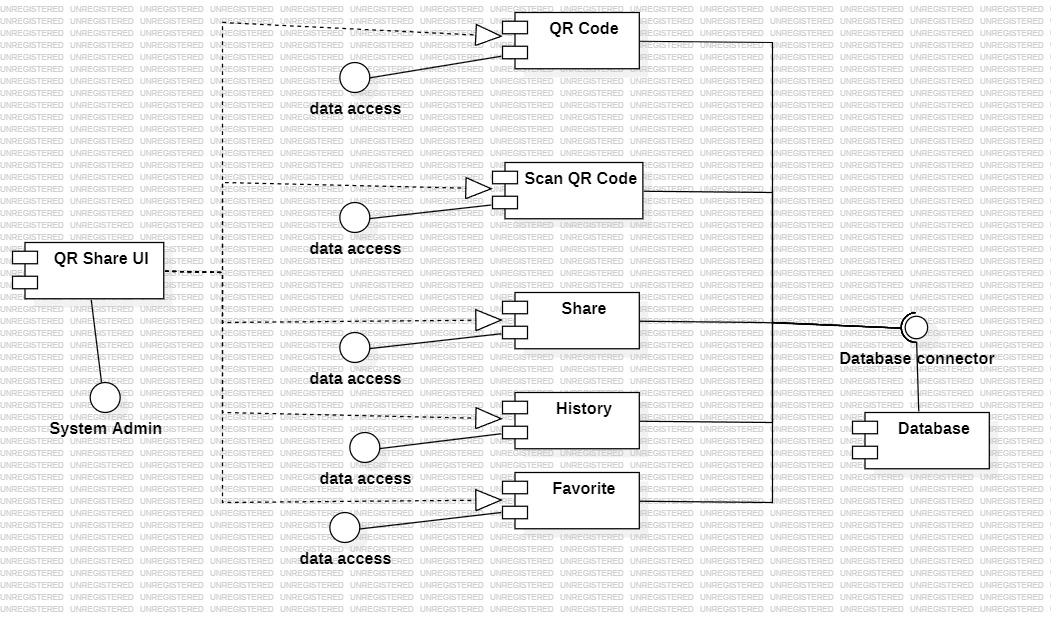 QR Code
data access
Scan QR Code
data access
QR Share UI
Share
Database connector
data access
History
System Admin
Database
data access
Favorite
data access
UNREGISTERED